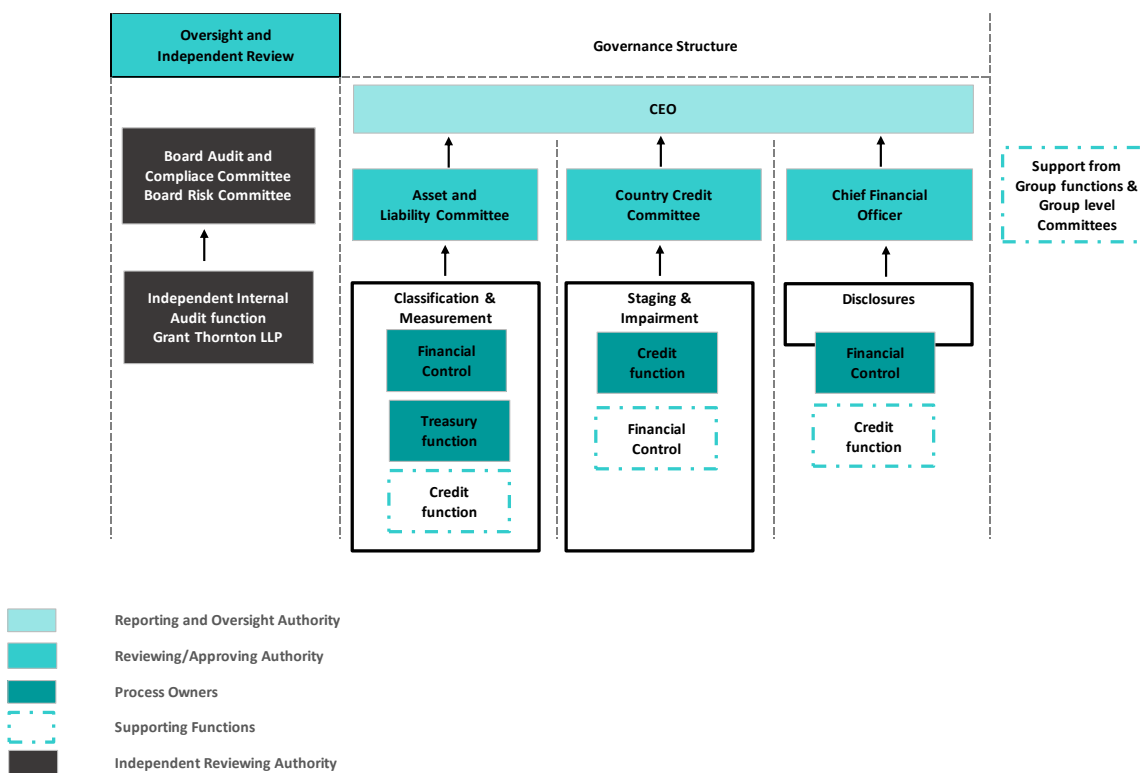 Oversight and
Independent Review
Governance Structure
CEO
Board Audit and
Compliace Committee
Board Risk Committee
Asset and
Liability Committee
Country Credit
Committee
Chief Financial
Officer
Support from
Group functions &
Group level
Committees
Independent Internal
Audit function
Grant Thornton LLP
Classification &
Measurement
Financial
Control
Treasury
function
Credit
function
Staging &
Impairment
Credit
function
Financial
Control
Disclosures
Financial
Control
Credit
function
Reporting and Oversight Authority
Reviewing/Approving Authority
Process Owners
Supporting Functions
Independent Reviewing Authority